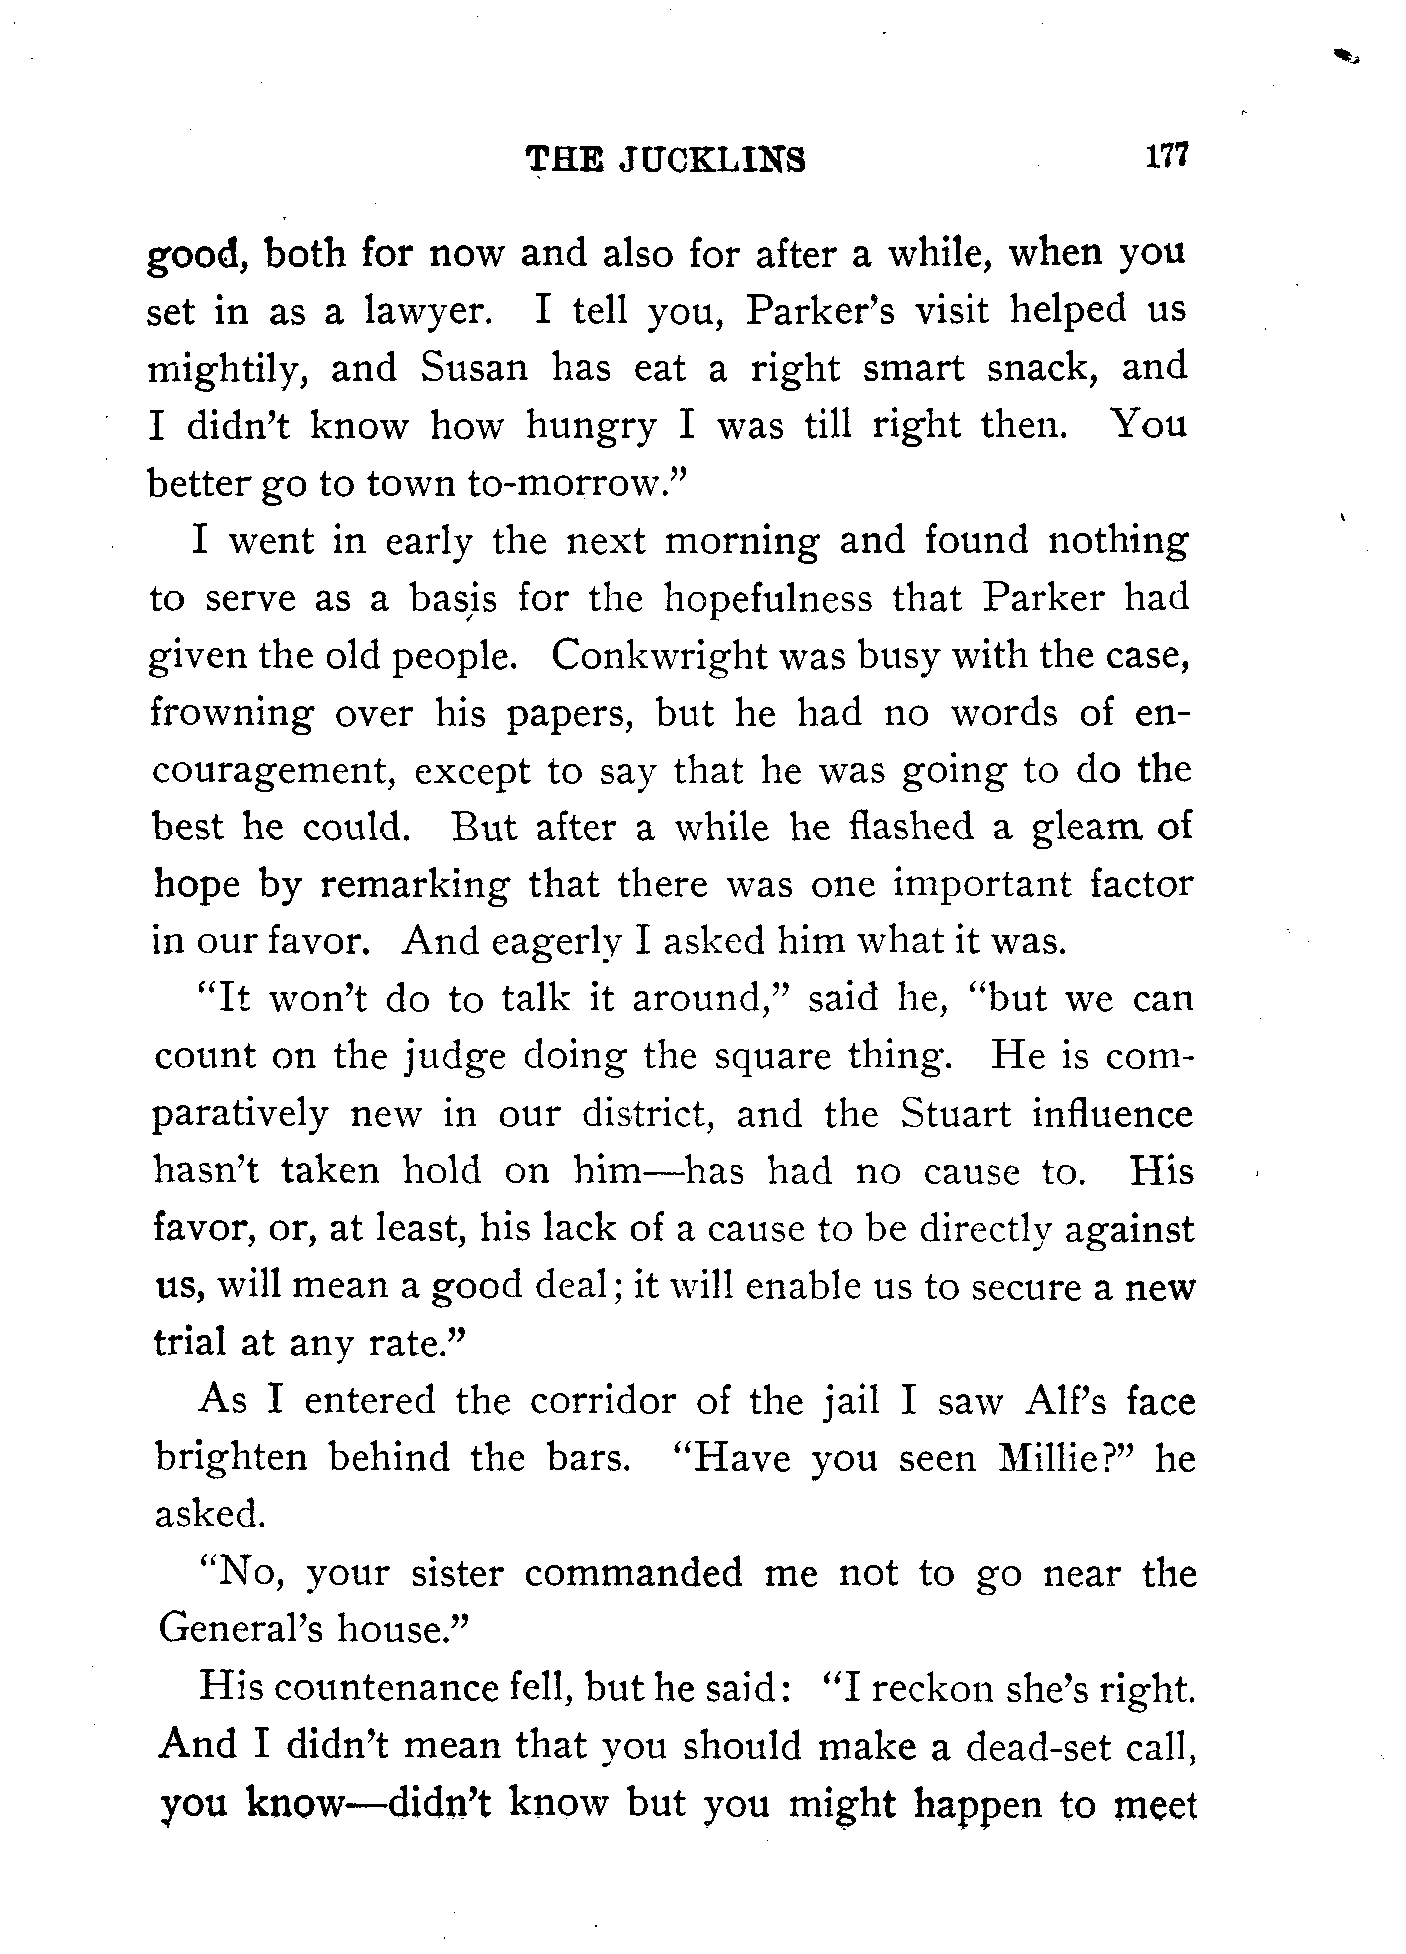 THE JUCKLINS 177
good, both for now and also for after a while, when you
set in as a lawyer. I tell you, Parker's visit helped us
mightily, and Susan has eat a right smart snack, and
I didn't know how hungry I was till right then. You
better go to town to-morrow."
I went in early the next morning and found nothing
to serve as a basis for the hopefulness that Parker had
given the old people. Conkwright was busy with the case,
frowning over his papers, but he had no words of en-
couragement, except to say that he was going to do the
best he could. But after a while he flashed a gleam of
hope by remarking that there was one important factor
in our favor. And eagerly I asked him what it was.
"It won't do to talk it around," said he, "but we can
count on the judge doing the square thing. He is com-
paratively new in our district, and the Stuart influence
hasn't taken hold on him—has had no cause to. His
favor, or, at least, his lack of a cause to be directly against
us, will mean a good deal; it will enable us to secure a new
trial at any rate."
As I entered the corridor of the jail I saw Alf's face
brighten behind the bars. "Have you seen Millie?" he
asked.
"No, your sister commanded me not to go near the
General's house."
His countenance fell, but he said: "I reckon she's right.
And I didn't mean that you should make a dead-set call,
you know—didn't know but you might happen to meet